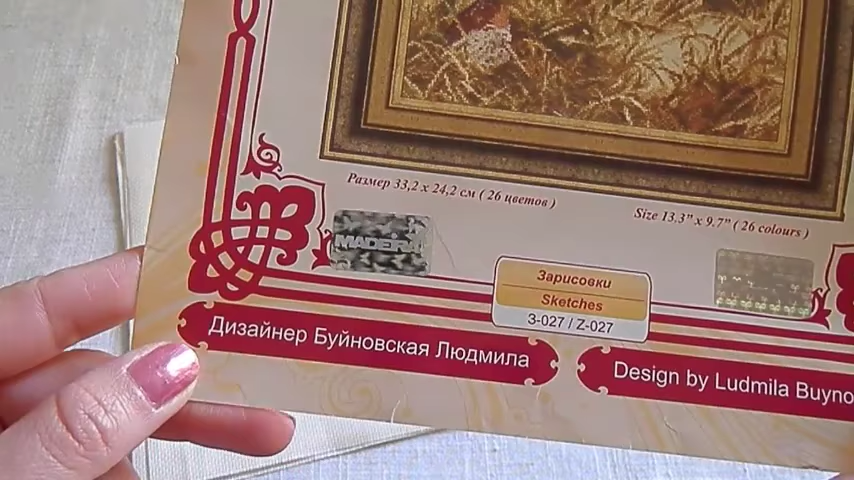 Размер 33,2 x 24,2 см ( 26 цветов )
Size 13.3” x 9.7” ( 26 colours )
MADEIRA
Зарисовки
Sketches
З-027 / Z-027
Дизайнер Буйновская Людмила
Design by Ludmila Buyno